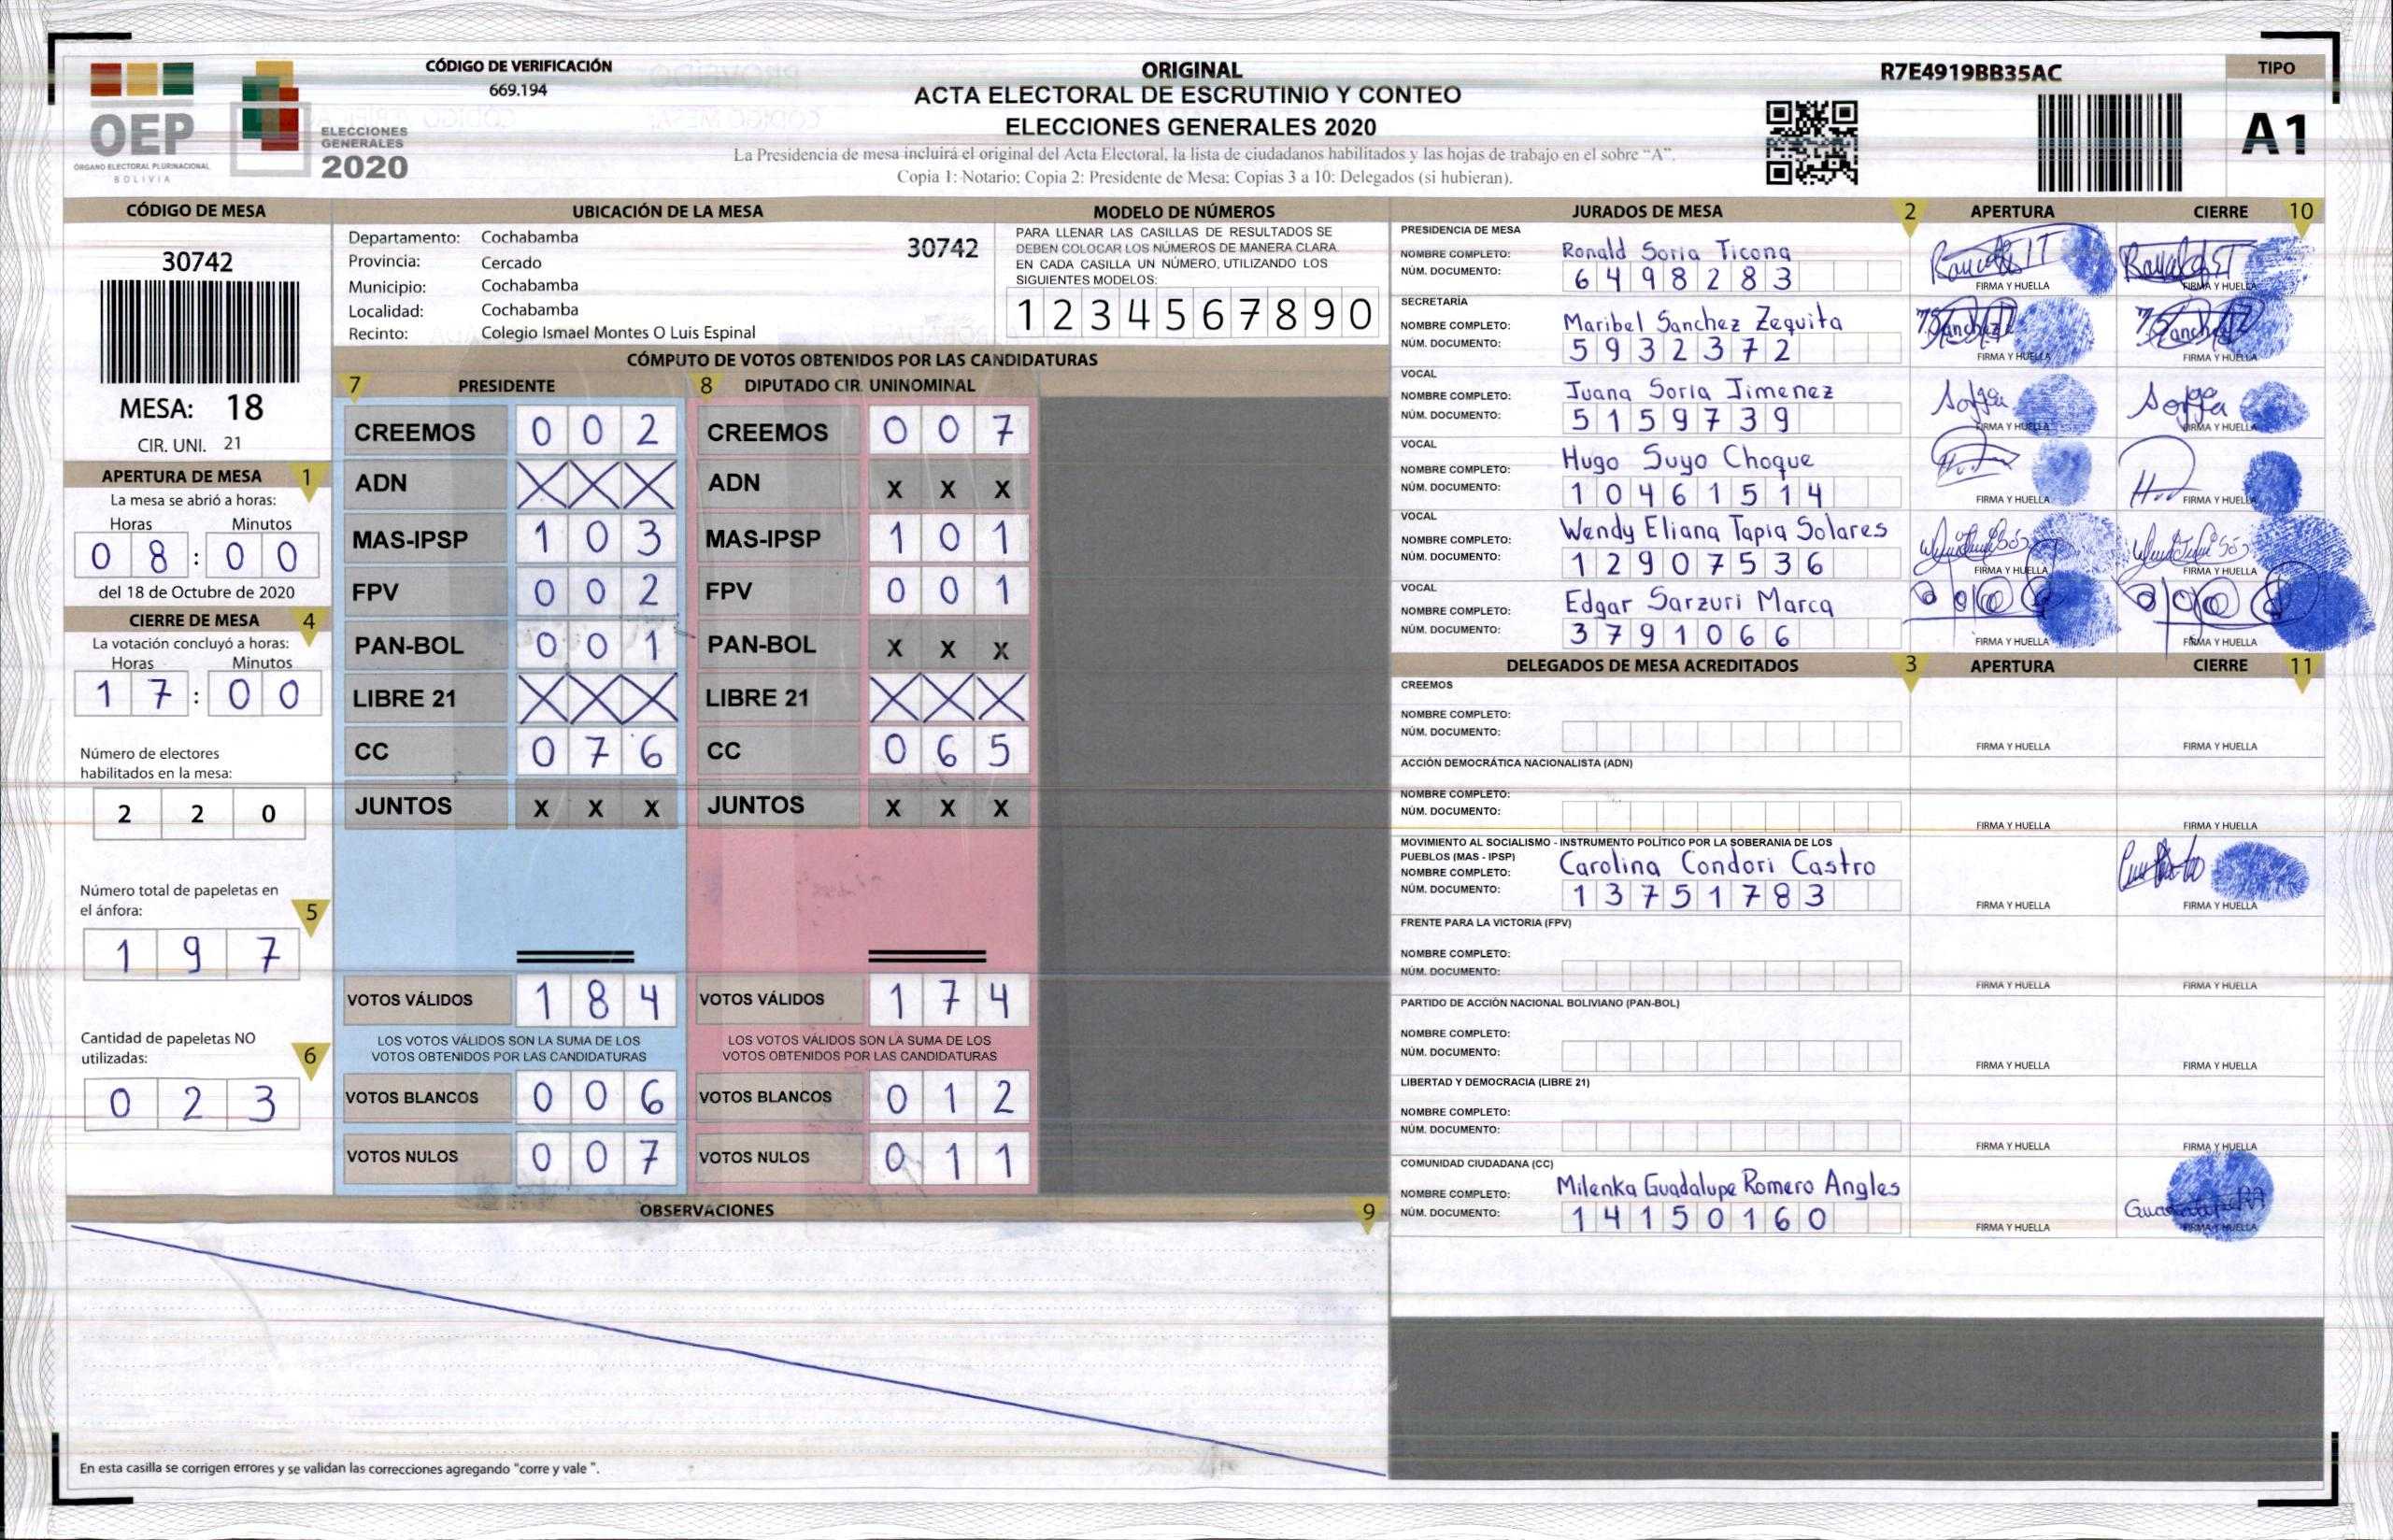 CÓDIGO DE VERIFICACIÓN
669.194
OEP
ÓRGANO ELECTORAL PLURINACIONAL
BOLIVIA
ELECCIONES
GENERALES
2020
ORIGINAL
ACTA ELECTORAL DE ESCRUTINIO Y CONTEO
ELECCIONES GENERALES 2020
La Presidencia de mesa incluirá el original del Acta Electoral, la lista de ciudadanos habilitados y las hojas de trabajo en el sobre "A".
Copia 1: Notario; Copia 2: Presidente de Mesa; Copias 3 a 10: Delegados (si hubieran).
R7E4919BB35AC
TIPO
A1
CÓDIGO DE MESA
30742
MESA: 18
CIR. UNI. 21
APERTURA DE MESA 1
La mesa se abrió a horas:
Horas Minutos
0 8 : 0 0
del 18 de Octubre de 2020
CIERRE DE MESA 4
La votación concluyó a horas:
Horas Minutos
1 7 : 0 0
Número de electores
habilitados en la mesa:
2 2 0
Número total de papeletas en
el ánfora: 5
1 9 7
Cantidad de papeletas NO
utilizadas: 6
0 2 3
UBICACIÓN DE LA MESA
Departamento: Cochabamba 30742
Provincia: Cercado
Municipio: Cochabamba
Localidad: Cochabamba
Recinto: Colegio Ismael Montes O Luis Espinal
MODELO DE NÚMEROS
PARA LLENAR LAS CASILLAS DE RESULTADOS SE
DEBEN COLOCAR LOS NÚMEROS DE MANERA CLARA.
EN CADA CASILLA UN NÚMERO, UTILIZANDO LOS
SIGUIENTES MODELOS:
1 2 3 4 5 6 7 8 9 0
CÓMPUTO DE VOTOS OBTENIDOS POR LAS CANDIDATURAS
7 PRESIDENTE 8 DIPUTADO CIR. UNINOMINAL
CREEMOS 0 0 2 CREEMOS 0 0 7
ADN X X X ADN X X X
MAS-IPSP 1 0 3 MAS-IPSP 1 0 1
FPV 0 0 2 FPV 0 0 1
PAN-BOL 0 0 1 PAN-BOL X X X
LIBRE 21 X X X LIBRE 21 X X X
CC 0 7 6 CC 0 6 5
JUNTOS X X X JUNTOS X X X
VOTOS VÁLIDOS 1 8 4 VOTOS VÁLIDOS 1 7 4
LOS VOTOS VÁLIDOS SON LA SUMA DE LOS LOS VOTOS VÁLIDOS SON LA SUMA DE LOS
VOTOS OBTENIDOS POR LAS CANDIDATURAS VOTOS OBTENIDOS POR LAS CANDIDATURAS
VOTOS BLANCOS 0 0 6 VOTOS BLANCOS 0 1 2
VOTOS NULOS 0 0 7 VOTOS NULOS 0 1 1
OBSERVACIONES 9
En esta casilla se corrigen errores y se validan las correcciones agregando "corre y vale ".
JURADOS DE MESA 2 APERTURA CIERRE 10
PRESIDENCIA DE MESA
NOMBRE COMPLETO: Ronald Soria Ticona
NÚM. DOCUMENTO: 6 4 9 8 2 8 3
FIRMA Y HUELLA FIRMA Y HUELLA
SECRETARÍA
NOMBRE COMPLETO: Maribel Sanchez Zequita
NÚM. DOCUMENTO: 5 9 3 2 3 7 2
FIRMA Y HUELLA FIRMA Y HUELLA
VOCAL
NOMBRE COMPLETO: Juana Soria Jimenez
NÚM. DOCUMENTO: 5 1 5 9 7 3 9
FIRMA Y HUELLA FIRMA Y HUELLA
VOCAL
NOMBRE COMPLETO: Hugo Suyo Choque
NÚM. DOCUMENTO: 1 0 4 6 1 5 1 4
FIRMA Y HUELLA FIRMA Y HUELLA
VOCAL
NOMBRE COMPLETO: Wendy Eliana Tapia Solares
NÚM. DOCUMENTO: 1 2 9 0 7 5 3 6
FIRMA Y HUELLA FIRMA Y HUELLA
VOCAL
NOMBRE COMPLETO: Edgar Sarzuri Marca
NÚM. DOCUMENTO: 3 7 9 1 0 6 6
FIRMA Y HUELLA FIRMA Y HUELLA
DELEGADOS DE MESA ACREDITADOS 3 APERTURA CIERRE 11
CREEMOS
NOMBRE COMPLETO:
NÚM. DOCUMENTO:
FIRMA Y HUELLA FIRMA Y HUELLA
ACCIÓN DEMOCRÁTICA NACIONALISTA (ADN)
NOMBRE COMPLETO:
NÚM. DOCUMENTO:
FIRMA Y HUELLA FIRMA Y HUELLA
MOVIMIENTO AL SOCIALISMO - INSTRUMENTO POLÍTICO POR LA SOBERANIA DE LOS
PUEBLOS (MAS - IPSP)
NOMBRE COMPLETO: Carolina Condori Castro
NÚM. DOCUMENTO: 1 3 7 5 1 7 8 3
FIRMA Y HUELLA FIRMA Y HUELLA
FRENTE PARA LA VICTORIA (FPV)
NOMBRE COMPLETO:
NÚM. DOCUMENTO:
FIRMA Y HUELLA FIRMA Y HUELLA
PARTIDO DE ACCIÓN NACIONAL BOLIVIANO (PAN-BOL)
NOMBRE COMPLETO:
NÚM. DOCUMENTO:
FIRMA Y HUELLA FIRMA Y HUELLA
LIBERTAD Y DEMOCRACIA (LIBRE 21)
NOMBRE COMPLETO:
NÚM. DOCUMENTO:
FIRMA Y HUELLA FIRMA Y HUELLA
COMUNIDAD CIUDADANA (CC)
NOMBRE COMPLETO: Milenka Guadalupe Romero Angles
NÚM. DOCUMENTO: 1 4 1 5 0 1 6 0
FIRMA Y HUELLA FIRMA Y HUELLA